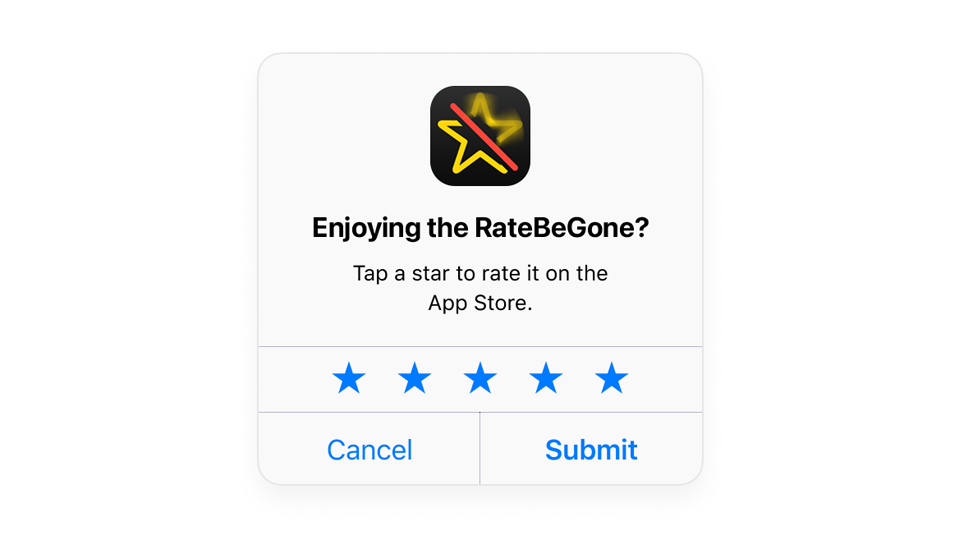 Enjoying the RateBeGone?
Tap a star to rate it on the
App Store.
Cancel
Submit